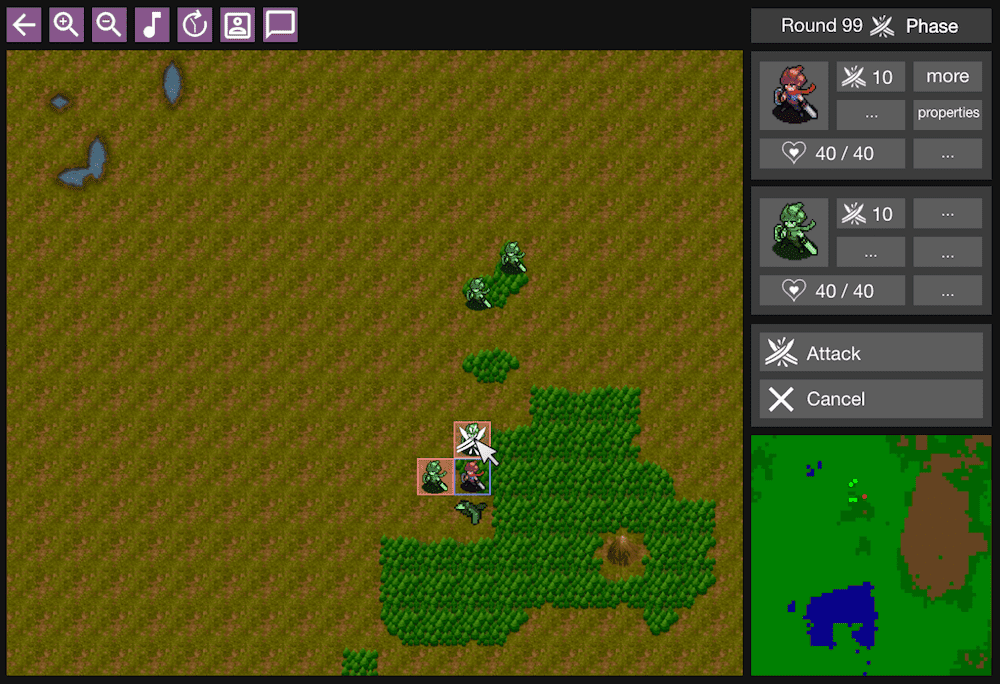 Round 99 Phase
10 more
... properties
40 / 40 ...
10 ...
... ...
40 / 40 ...
Attack
Cancel